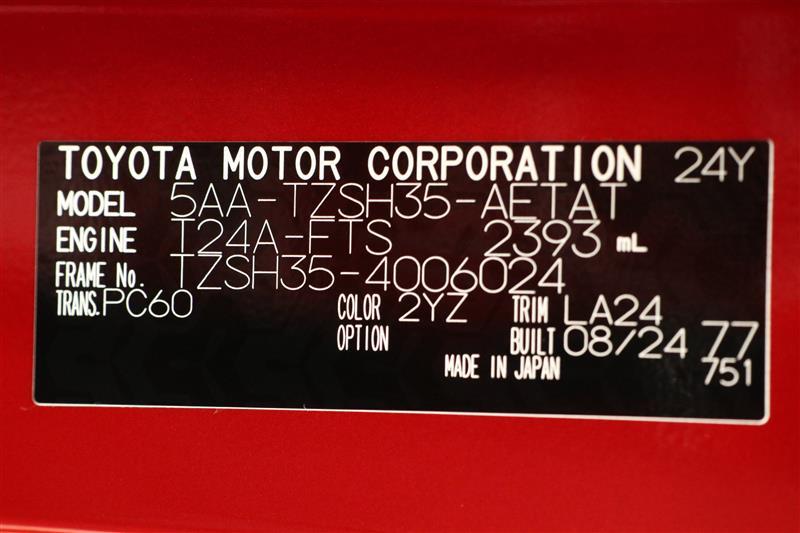 TOYOTA MOTOR CORPORATION 24Y
MODEL 5AA-TZSH35-AETAT
ENGINE T24A-FTS 2393 mL
FRAME No. TZSH35-4006024
TRANS. PC60 COLOR 2YZ TRIM LA24
OPTION BUILT 08/24 77
MADE IN JAPAN 751